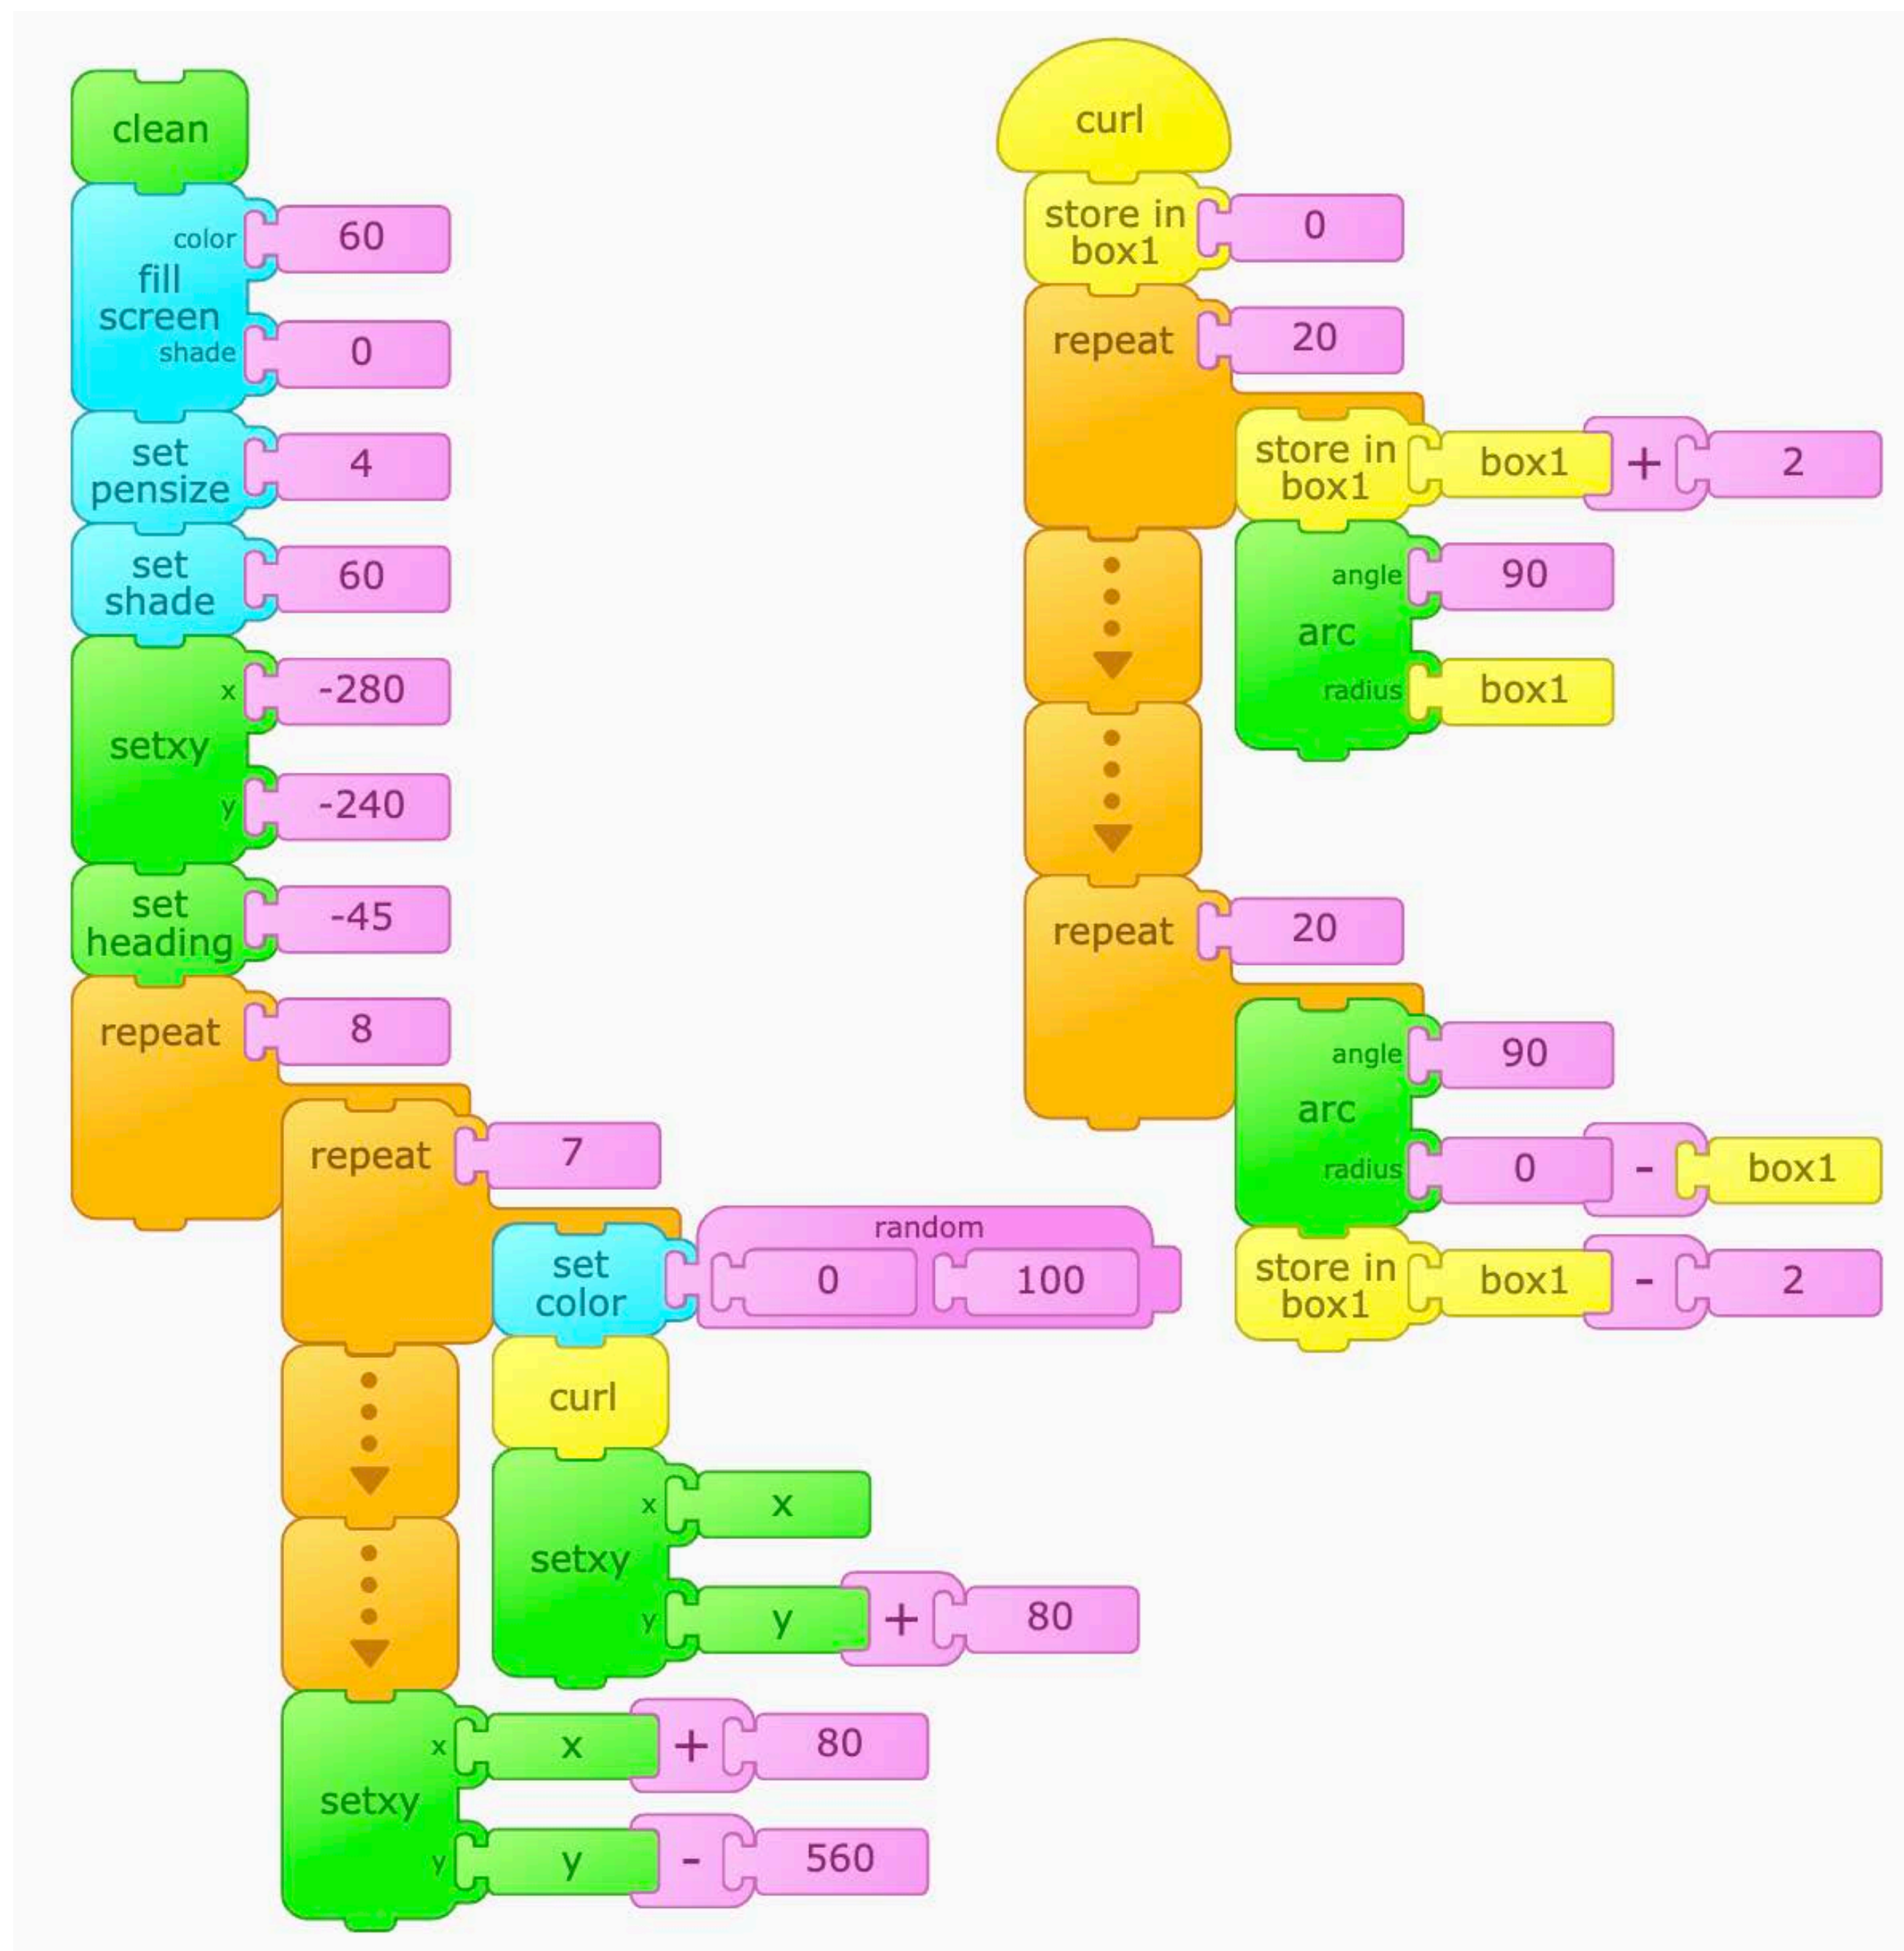 clean
color 60
fill
screen
shade 0
set
pensize 4
set
shade 60
x -280
setxy
y -240
set
heading -45
repeat 8
repeat 7
set
color
random
0 100
curl
x x
setxy
y y + 80
x x + 80
setxy
y y - 560
curl
store in
box1 0
repeat 20
store in
box1 box1 + 2
angle 90
arc
radius box1
repeat 20
angle 90
arc
radius 0 - box1
store in
box1 box1 - 2